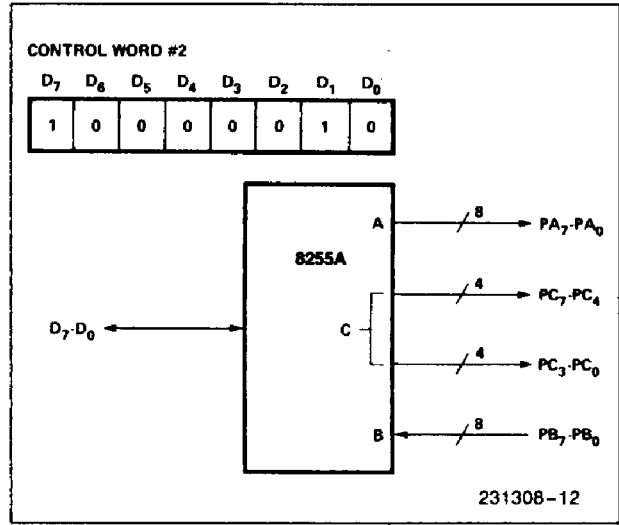 CONTROL WORD #2
D7 D6 D5 D4 D3 D2 D1 D0
1 0 0 0 0 0 1 0
A 8 PA7-PA0
8255A
4 PC7-PC4
D7-D0 C
4 PC3-PC0
B 8 PB7-PB0
231308-12